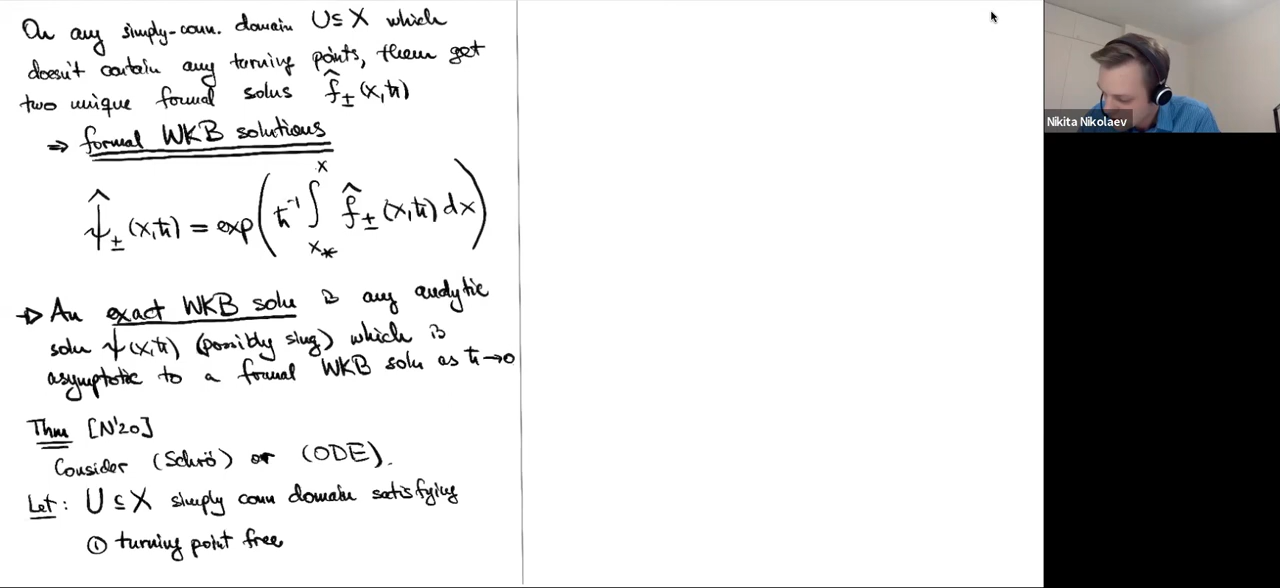 On any simply-conn. domain U⊆X which
doesn't contain any turning points, them get
two unique formal solns f̂±(x,ħ)
⇒ formal WKB solutions
ψ̂±(x,ħ) = exp(ħ⁻¹ ∫_{x*}^{x} f̂±(x,ħ) dx)
→ An exact WKB soln is any analytic
soln ψ(x,ħ) (possibly sing) which is
asymptotic to a formal WKB soln as ħ→0
Thm [N'20]
Consider (Schrö) or (ODE).
Let: U⊆X simply conn domain satisfying
① turning point free
Nikita Nikolaev